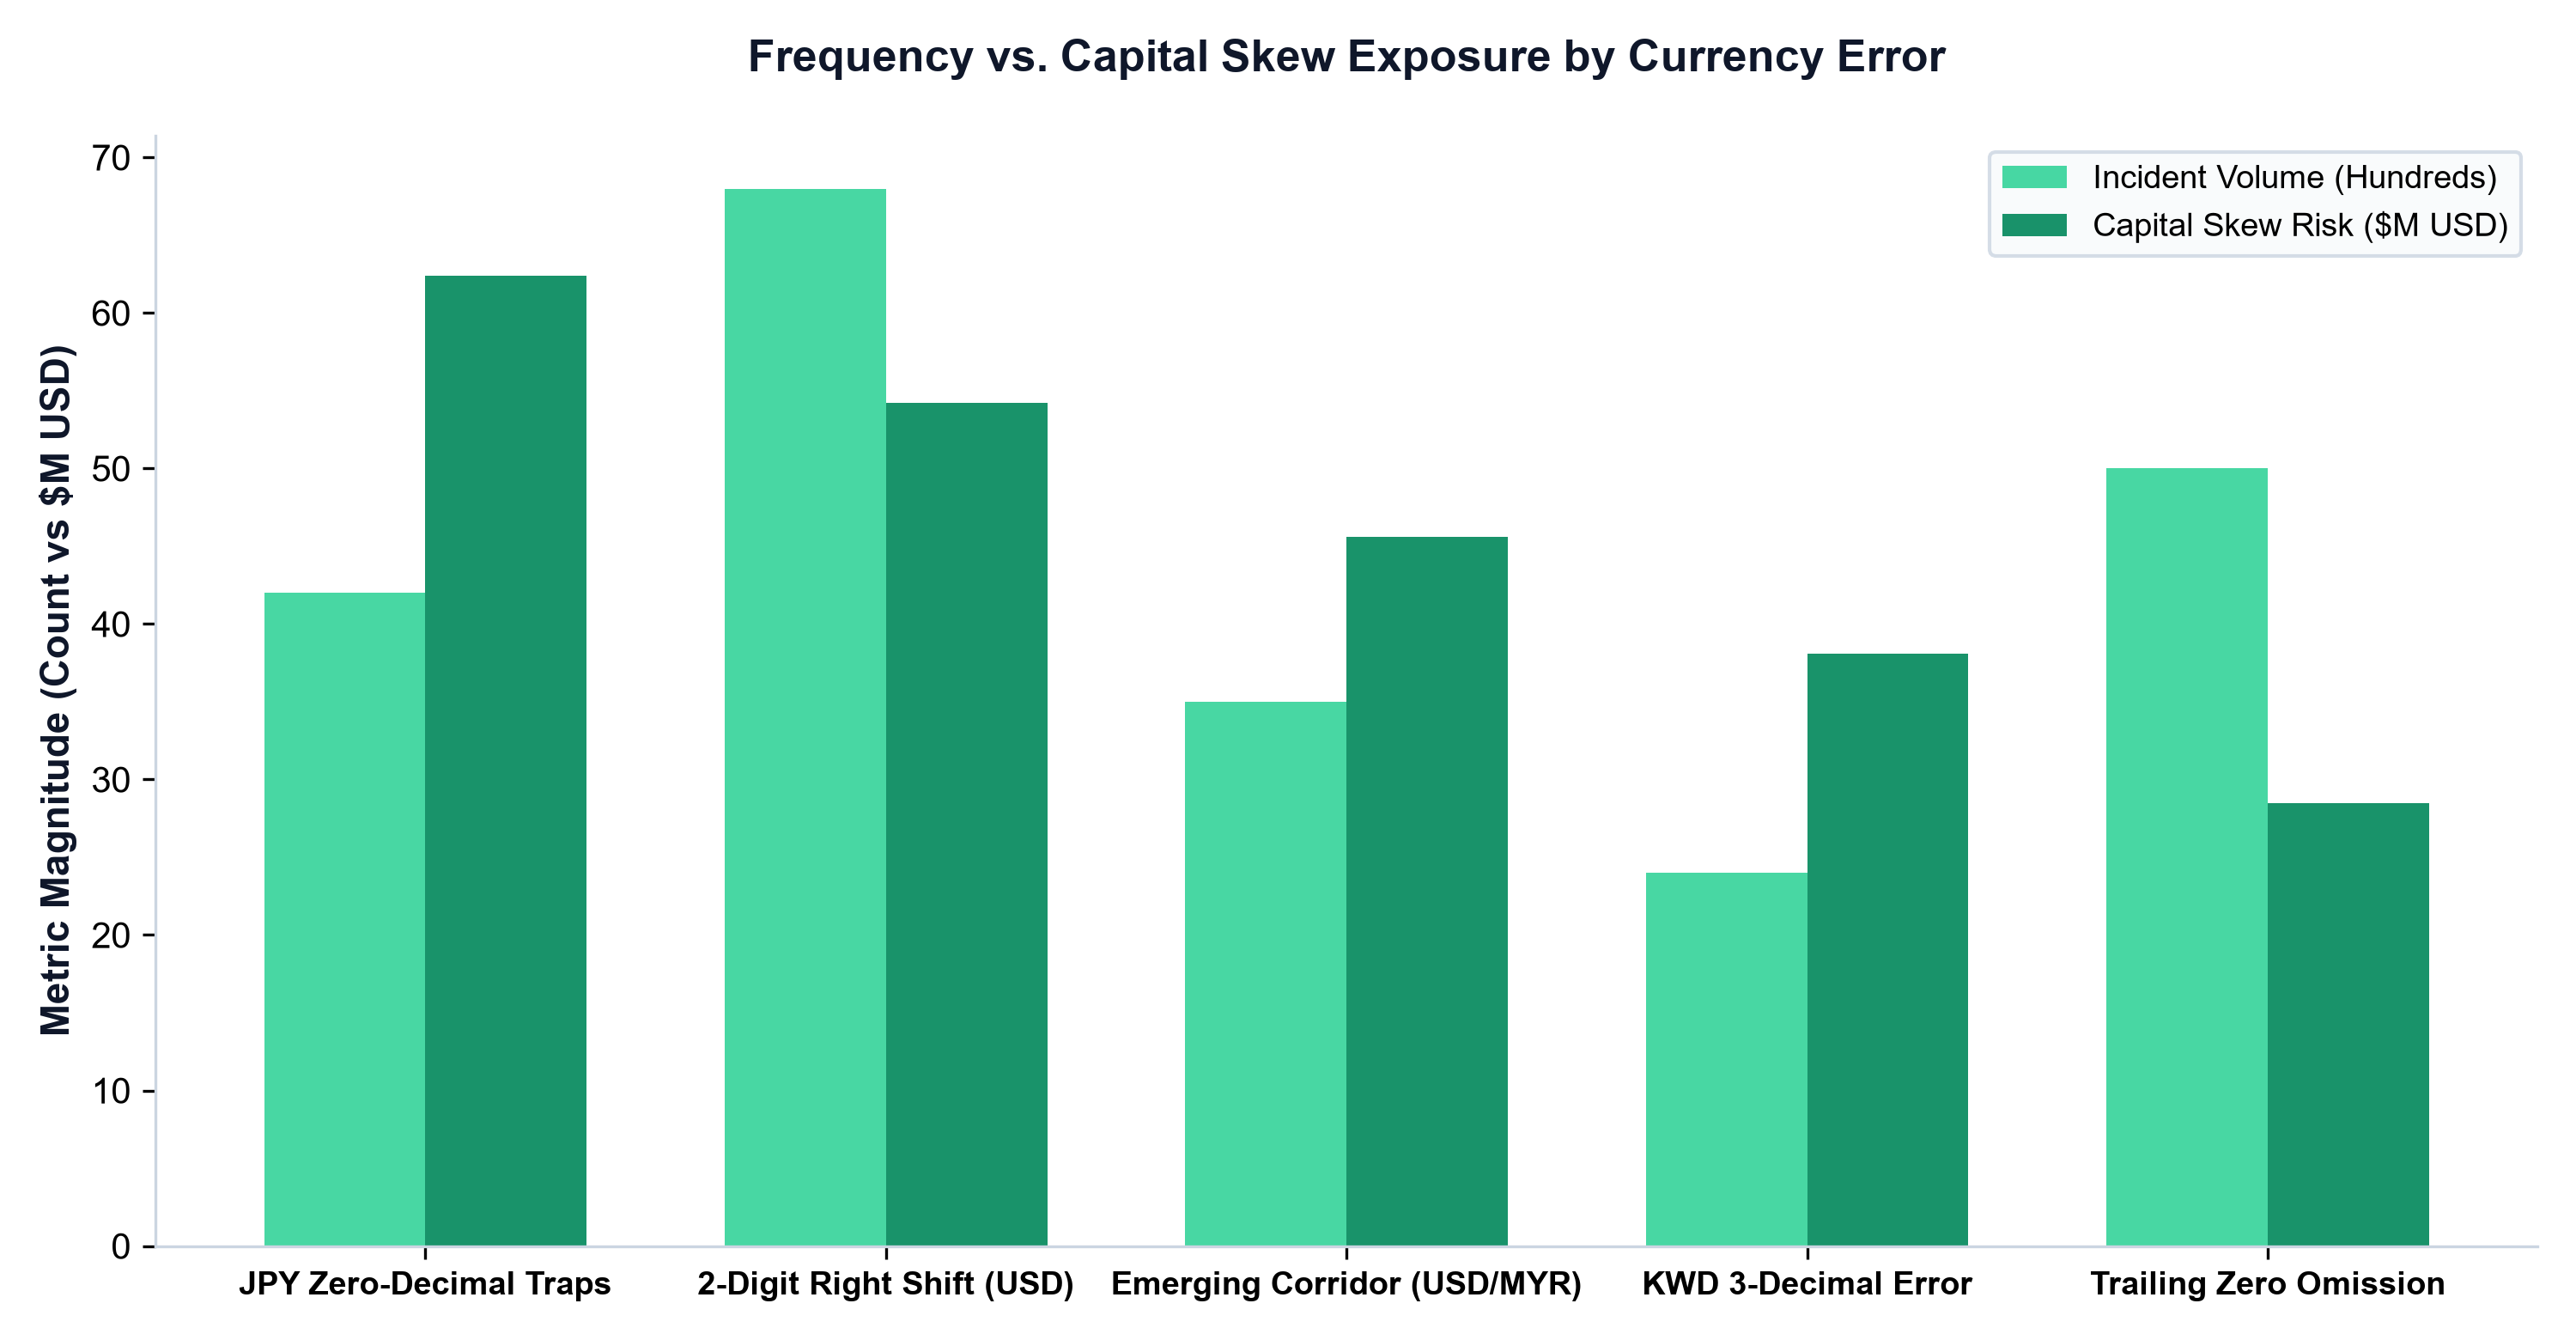 Frequency vs. Capital Skew Exposure by Currency Error
Incident Volume (Hundreds)
Capital Skew Risk ($M USD)
Metric Magnitude (Count vs $M USD)
70
60
50
40
30
20
10
0
JPY Zero-Decimal Traps
2-Digit Right Shift (USD)
Emerging Corridor (USD/MYR)
KWD 3-Decimal Error
Trailing Zero Omission